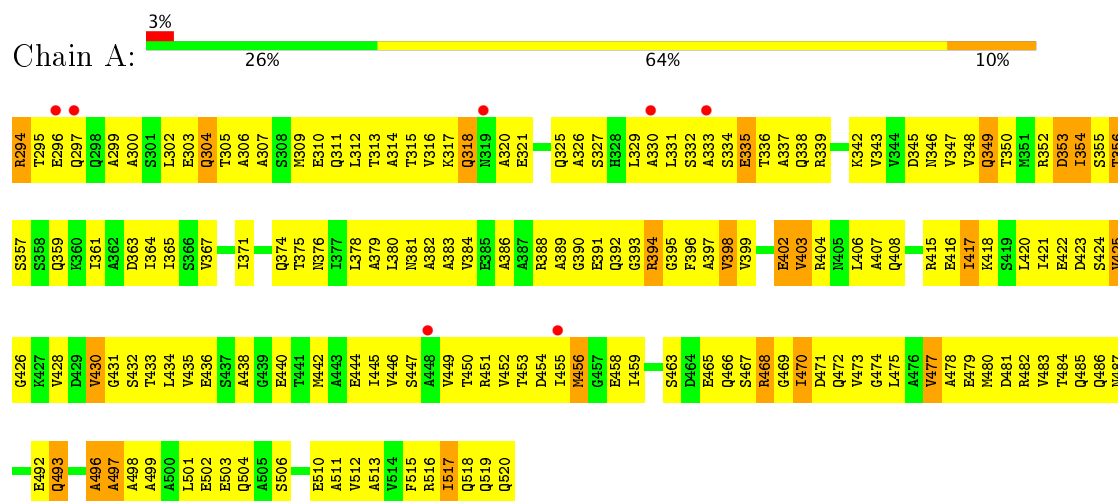 3%
Chain A:
26% 64% 10%
R294 T295 E296 Q297 Q298 A299 A300 S301 L302 E303 Q304 T305 A306 A307 S308 M309 E310 Q311 L312 T313 A314 T315 V316 K317 Q318 N319 A320 E321 Q325 A326 S327 H328 L329 A330 L331 S332 A333 S334 E335 T336 A337 Q338 R339 K342 V343 V344 D345 N346 V347 V348 Q349 T350 M351 R352 D353 I354 S355 T356
S357 S358 Q359 K360 I361 A362 D363 I364 I365 S366 V367 I371 Q374 T375 N376 I377 L378 A379 L380 N381 A382 A383 V384 E385 A386 A387 R388 A389 G390 E391 Q392 G393 R394 G395 F396 A397 V398 V399 E402 V403 R404 N405 L406 A407 Q408 R415 E416 I417 K418 S419 L420 I421 E422 D423 S424 V425
G426 K427 V428 D429 V430 G431 S432 T433 L434 V435 E436 S437 A438 G439 E440 T441 M442 A443 E444 I445 V446 S447 A448 V449 T450 R451 V452 T453 D454 I455 M456 G457 E458 I459 S463 D464 E465 Q466 S467 R468 G469 I470 D471 Q472 V473 G474 L475 A476 V477 A478 E479 M480 D481 R482 V483 T484 Q485 Q486 N487
E492 Q493 A496 A497 A498 A499 A500 L501 E502 E503 Q504 A505 S506 E510 A511 V512 A513 V514 F515 R516 I517 Q518 Q519 Q520